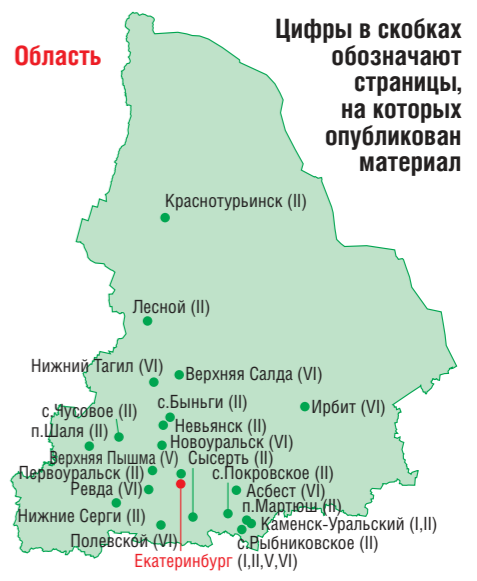 Цифры в скобках
обозначают
страницы,
на которых
опубликован
материал
Область
Краснотурьинск (II)
Лесной (II)
Нижний Тагил (VI)
Верхняя Салда (VI)
с.Быньги (II)
Ирбит (VI)
с.Чусовое (II)
Невьянск (II)
п.Шаля (II)
Новоуральск (VI)
Верхняя Пышма (V)
Сысерть (II)
Первоуральск (II)
с.Покровское (II)
Ревда (VI)
Асбест (VI)
п.Мартюш (II)
Нижние Серги (II)
Каменск-Уральский (I,II)
Полевской (VI)
с.Рыбниковское (II)
Екатеринбург (I,II,V,VI)